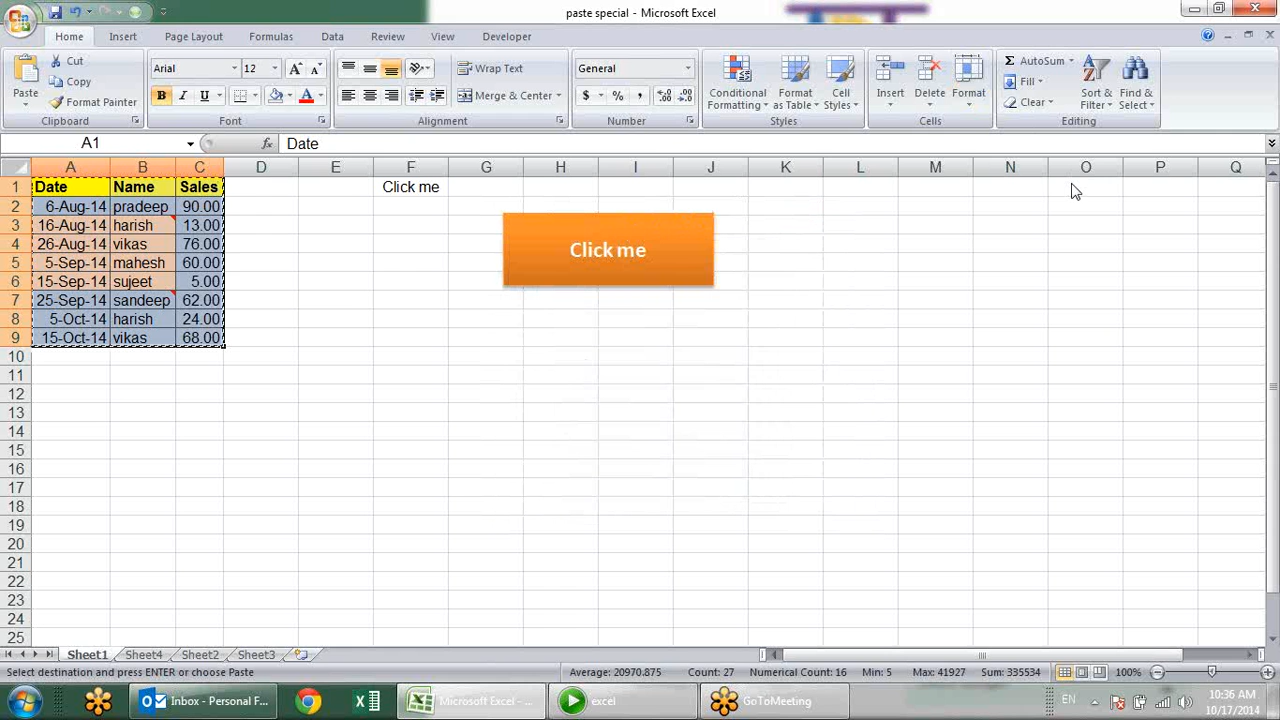 paste special - Microsoft Excel
Home Insert Page Layout Formulas Data Review View Developer
Paste Cut Copy Format Painter Clipboard
Arial 12 Font
Wrap Text Merge & Center Alignment
General $ % , Number
Conditional Formatting Format as Table Cell Styles Styles
Insert Delete Format Cells
AutoSum Fill Clear Sort & Filter Find & Select Editing
A1 fx Date
A B C D E F G H I J K L M N O P Q
1 Date Name Sales Click me
2 6-Aug-14 pradeep 90.00
3 16-Aug-14 harish 13.00
4 26-Aug-14 vikas 76.00
Click me
5 5-Sep-14 mahesh 60.00
6 15-Sep-14 sujeet 5.00
7 25-Sep-14 sandeep 62.00
8 5-Oct-14 harish 24.00
9 15-Oct-14 vikas 68.00
10
11
12
13
14
15
16
17
18
19
20
21
22
23
24
25
Sheet1 Sheet4 Sheet2 Sheet3
Select destination and press ENTER or choose Paste Average: 20970.875 Count: 27 Numerical Count: 16 Min: 5 Max: 41927 Sum: 335534 100%
Inbox - Personal F... Microsoft Excel - ... excel GoToMeeting EN 10:36 AM
10/17/2014